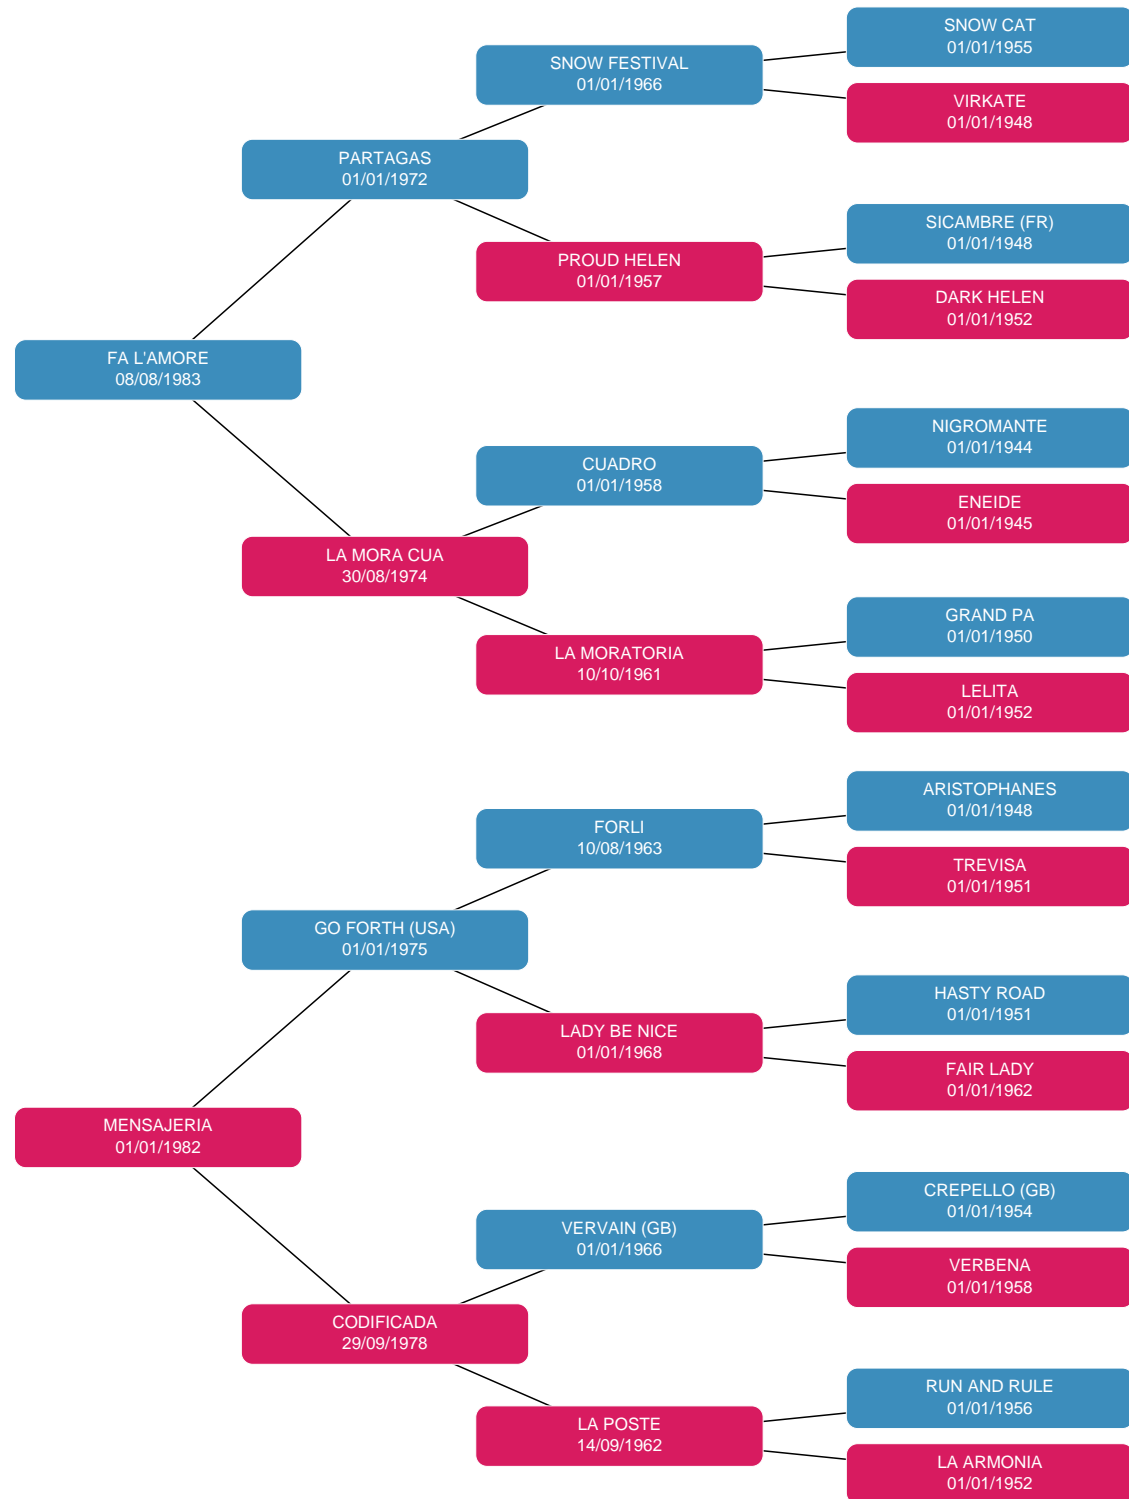 SNOW CAT
01/01/1955
SNOW FESTIVAL
01/01/1966
VIRKATE
01/01/1948
PARTAGAS
01/01/1972
SICAMBRE (FR)
01/01/1948
PROUD HELEN
01/01/1957
DARK HELEN
01/01/1952
FA L'AMORE
08/08/1983
NIGROMANTE
01/01/1944
CUADRO
01/01/1958
ENEIDE
01/01/1945
LA MORA CUA
30/08/1974
GRAND PA
01/01/1950
LA MORATORIA
10/10/1961
LELITA
01/01/1952
ARISTOPHANES
01/01/1948
FORLI
10/08/1963
TREVISA
01/01/1951
GO FORTH (USA)
01/01/1975
HASTY ROAD
01/01/1951
LADY BE NICE
01/01/1968
FAIR LADY
01/01/1962
MENSAJERIA
01/01/1982
CREPELLO (GB)
01/01/1954
VERVAIN (GB)
01/01/1966
VERBENA
01/01/1958
CODIFICADA
29/09/1978
RUN AND RULE
01/01/1956
LA POSTE
14/09/1962
LA ARMONIA
01/01/1952